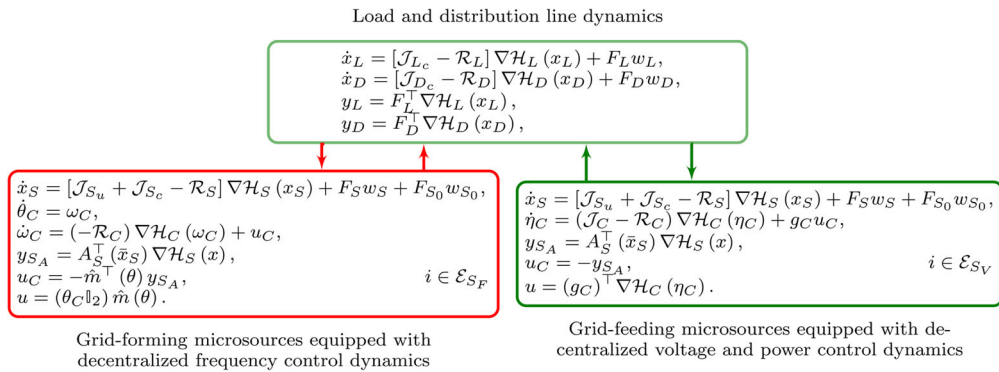 Load and distribution line dynamics
ẋ_L = [𝒥_{L_c} − ℛ_L] ∇ℋ_L (x_L) + F_L w_L,
ẋ_D = [𝒥_{D_c} − ℛ_D] ∇ℋ_D (x_D) + F_D w_D,
y_L = F_L^⊤ ∇ℋ_L (x_L) ,
y_D = F_D^⊤ ∇ℋ_D (x_D) ,
ẋ_S = [𝒥_{S_u} + 𝒥_{S_c} − ℛ_S] ∇ℋ_S (x_S) + F_S w_S + F_{S_0} w_{S_0},
θ̇_C = ω_C,
ω̇_C = (−ℛ_C) ∇ℋ_C (ω_C) + u_C,
y_{S_A} = A_S^⊤ (x̄_S) ∇ℋ_S (x) ,
u_C = −m̂^⊤ (θ) y_{S_A}, i ∈ ℰ_{S_F}
u = (θ_C 𝕀_2) m̂ (θ) .
Grid-forming microsources equipped with
decentralized frequency control dynamics
ẋ_S = [𝒥_{S_u} + 𝒥_{S_c} − ℛ_S] ∇ℋ_S (x_S) + F_S w_S + F_{S_0} w_{S_0},
η̇_C = (𝒥_C − ℛ_C) ∇ℋ_C (η_C) + g_C u_C,
y_{S_A} = A_S^⊤ (x̄_S) ∇ℋ_S (x) ,
u_C = −y_{S_A}, i ∈ ℰ_{S_V}
u = (g_C)^⊤ ∇ℋ_C (η_C) .
Grid-feeding microsources equipped with de-
centralized voltage and power control dynamics